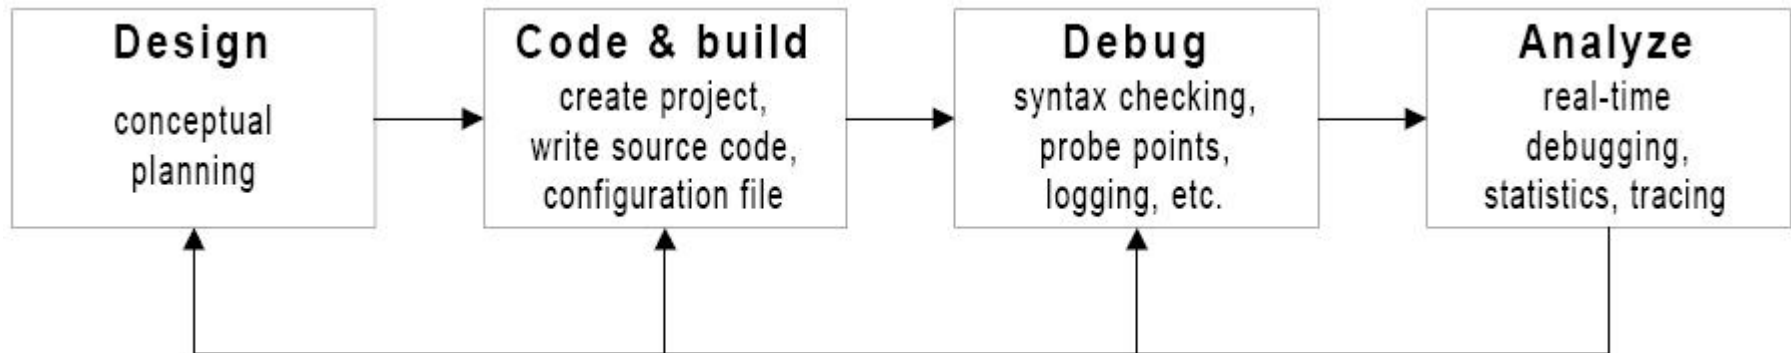 Design
conceptual
planning
Code & build
create project,
write source code,
configuration file
Debug
syntax checking,
probe points,
logging, etc.
Analyze
real-time
debugging,
statistics, tracing